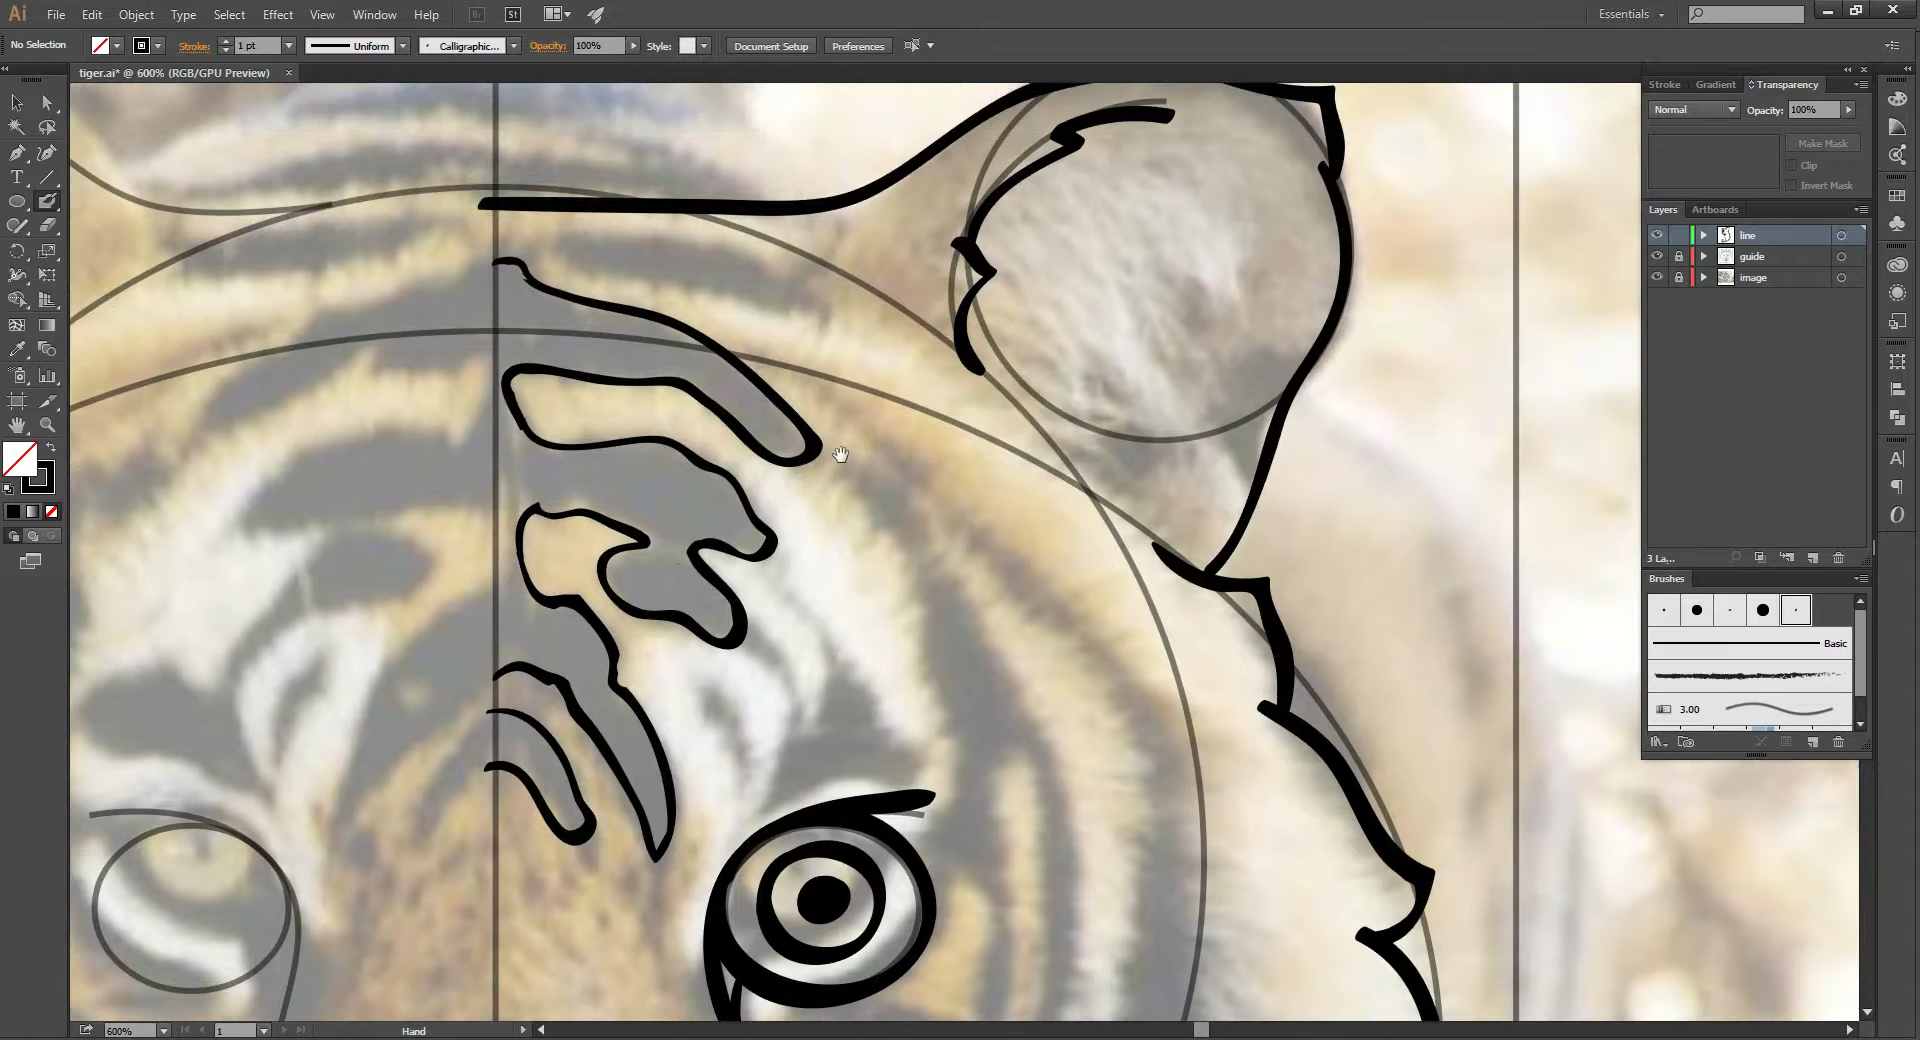 Ai File Edit Object Type Select Effect View Window Help Br St Essentials
No Selection Stroke: 1 pt Uniform Calligraphic... Opacity: 100% Style: Document Setup Preferences
tiger.ai* @ 600% (RGB/GPU Preview)
Stroke Gradient Transparency
Normal Opacity: 100%
Make Mask
Clip
Invert Mask
Layers Artboards
line
guide
image
3 La...
Brushes
Basic
3.00
600% 1 Hand